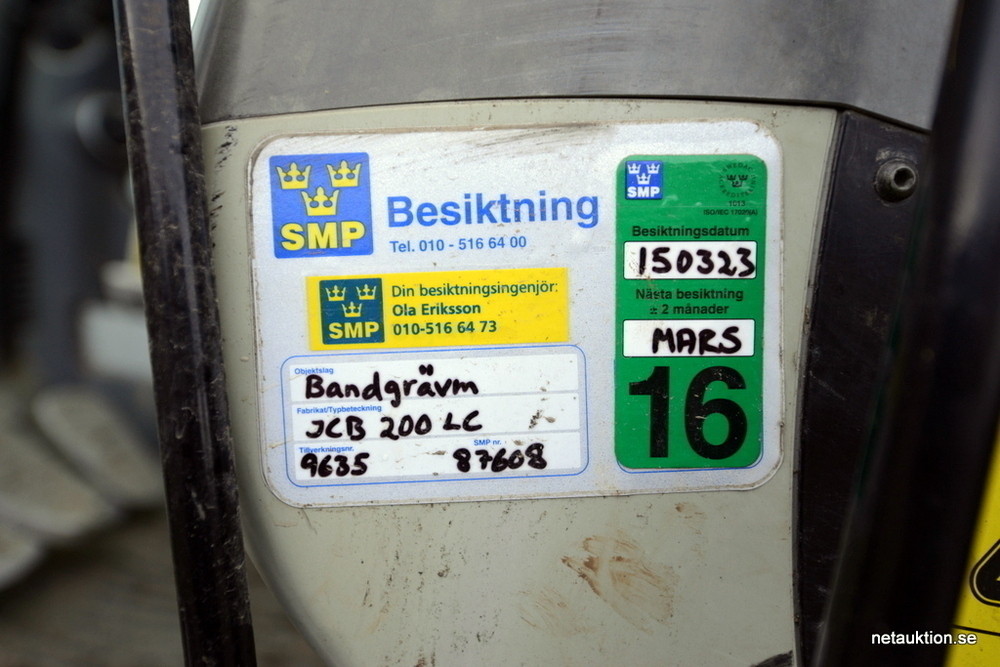 SMP
Besiktning
Tel. 010 - 516 64 00
SMP
Din besiktningsingenjör:
Ola Eriksson
010-516 64 73
Objektslag
Bandgrävm
Fabrikat/Typbeteckning
JCB 200 LC
Tillverkningsnr.
SMP nr.
9635
87608
SMP
1013
Besiktningsdatum
150323
Nästa besiktning
± 2 månader
MARS
16
netauktion.se